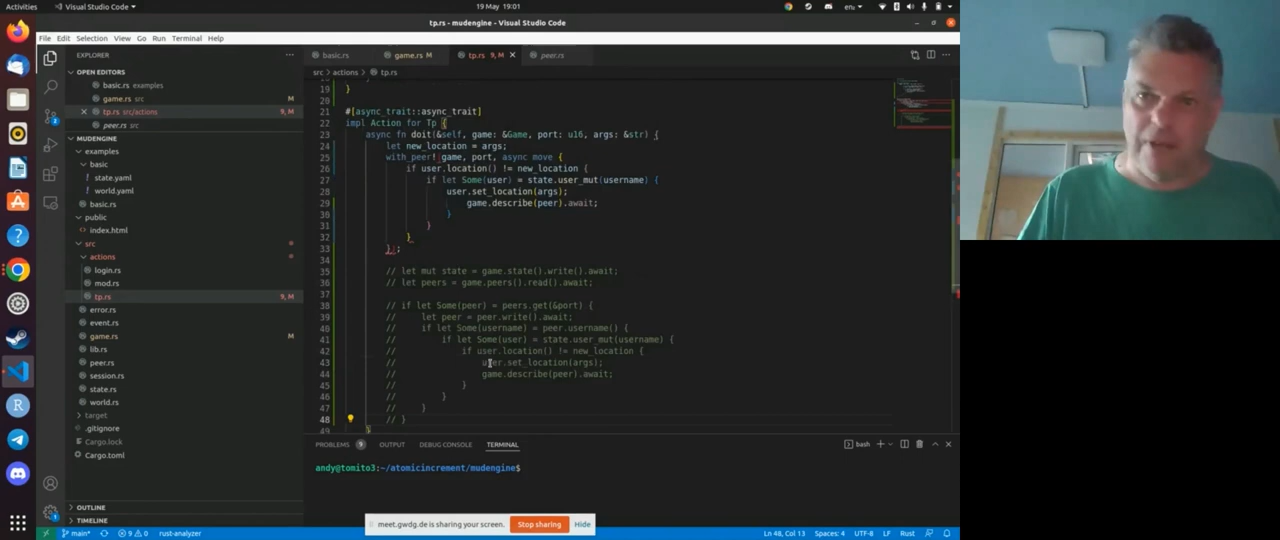 Activities
Visual Studio Code
19 May 19:01
en₁
tp.rs - mudengine - Visual Studio Code
File Edit Selection View Go Run Terminal Help
EXPLORER
OPEN EDITORS
basic.rs examples
game.rs src M
tp.rs src/actions 9, M
peer.rs src
MUDENGINE
examples
basic
state.yaml
world.yaml
basic.rs
public
index.html
src
actions
login.rs
mod.rs
tp.rs 9, M
error.rs
event.rs
game.rs M
lib.rs
peer.rs
session.rs
state.rs
world.rs
target
.gitignore
Cargo.lock
Cargo.toml
OUTLINE
TIMELINE
basic.rs game.rs M tp.rs 9, M peer.rs
src > actions > tp.rs
19 }
20
21 #[async_trait::async_trait]
22 impl Action for Tp {
23 async fn doit(&self, game: &Game, port: u16, args: &str) {
24 let new_location = args;
25 with_peer! (game, port, async move {
26 if user.location() != new_location {
27 if let Some(user) = state.user_mut(username) {
28 user.set_location(args);
29 game.describe(peer).await;
30 }
31 }
32 }
33 });
34
35 // let mut state = game.state().write().await;
36 // let peers = game.peers().read().await;
37
38 // if let Some(peer) = peers.get(&port) {
39 // let peer = peer.write().await;
40 // if let Some(username) = peer.username() {
41 // if let Some(user) = state.user_mut(username) {
42 // if user.location() != new_location {
43 // user.set_location(args);
44 // game.describe(peer).await;
45 // }
46 // }
47 // }
48 // }
49 }
PROBLEMS 9 OUTPUT DEBUG CONSOLE TERMINAL
bash
andy@tomito3:~/atomicincrement/mudengine$
meet.gwdg.de is sharing your screen. Stop sharing Hide
main* 9 0 rust-analyzer
Ln 48, Col 13 Spaces: 4 UTF-8 LF Rust